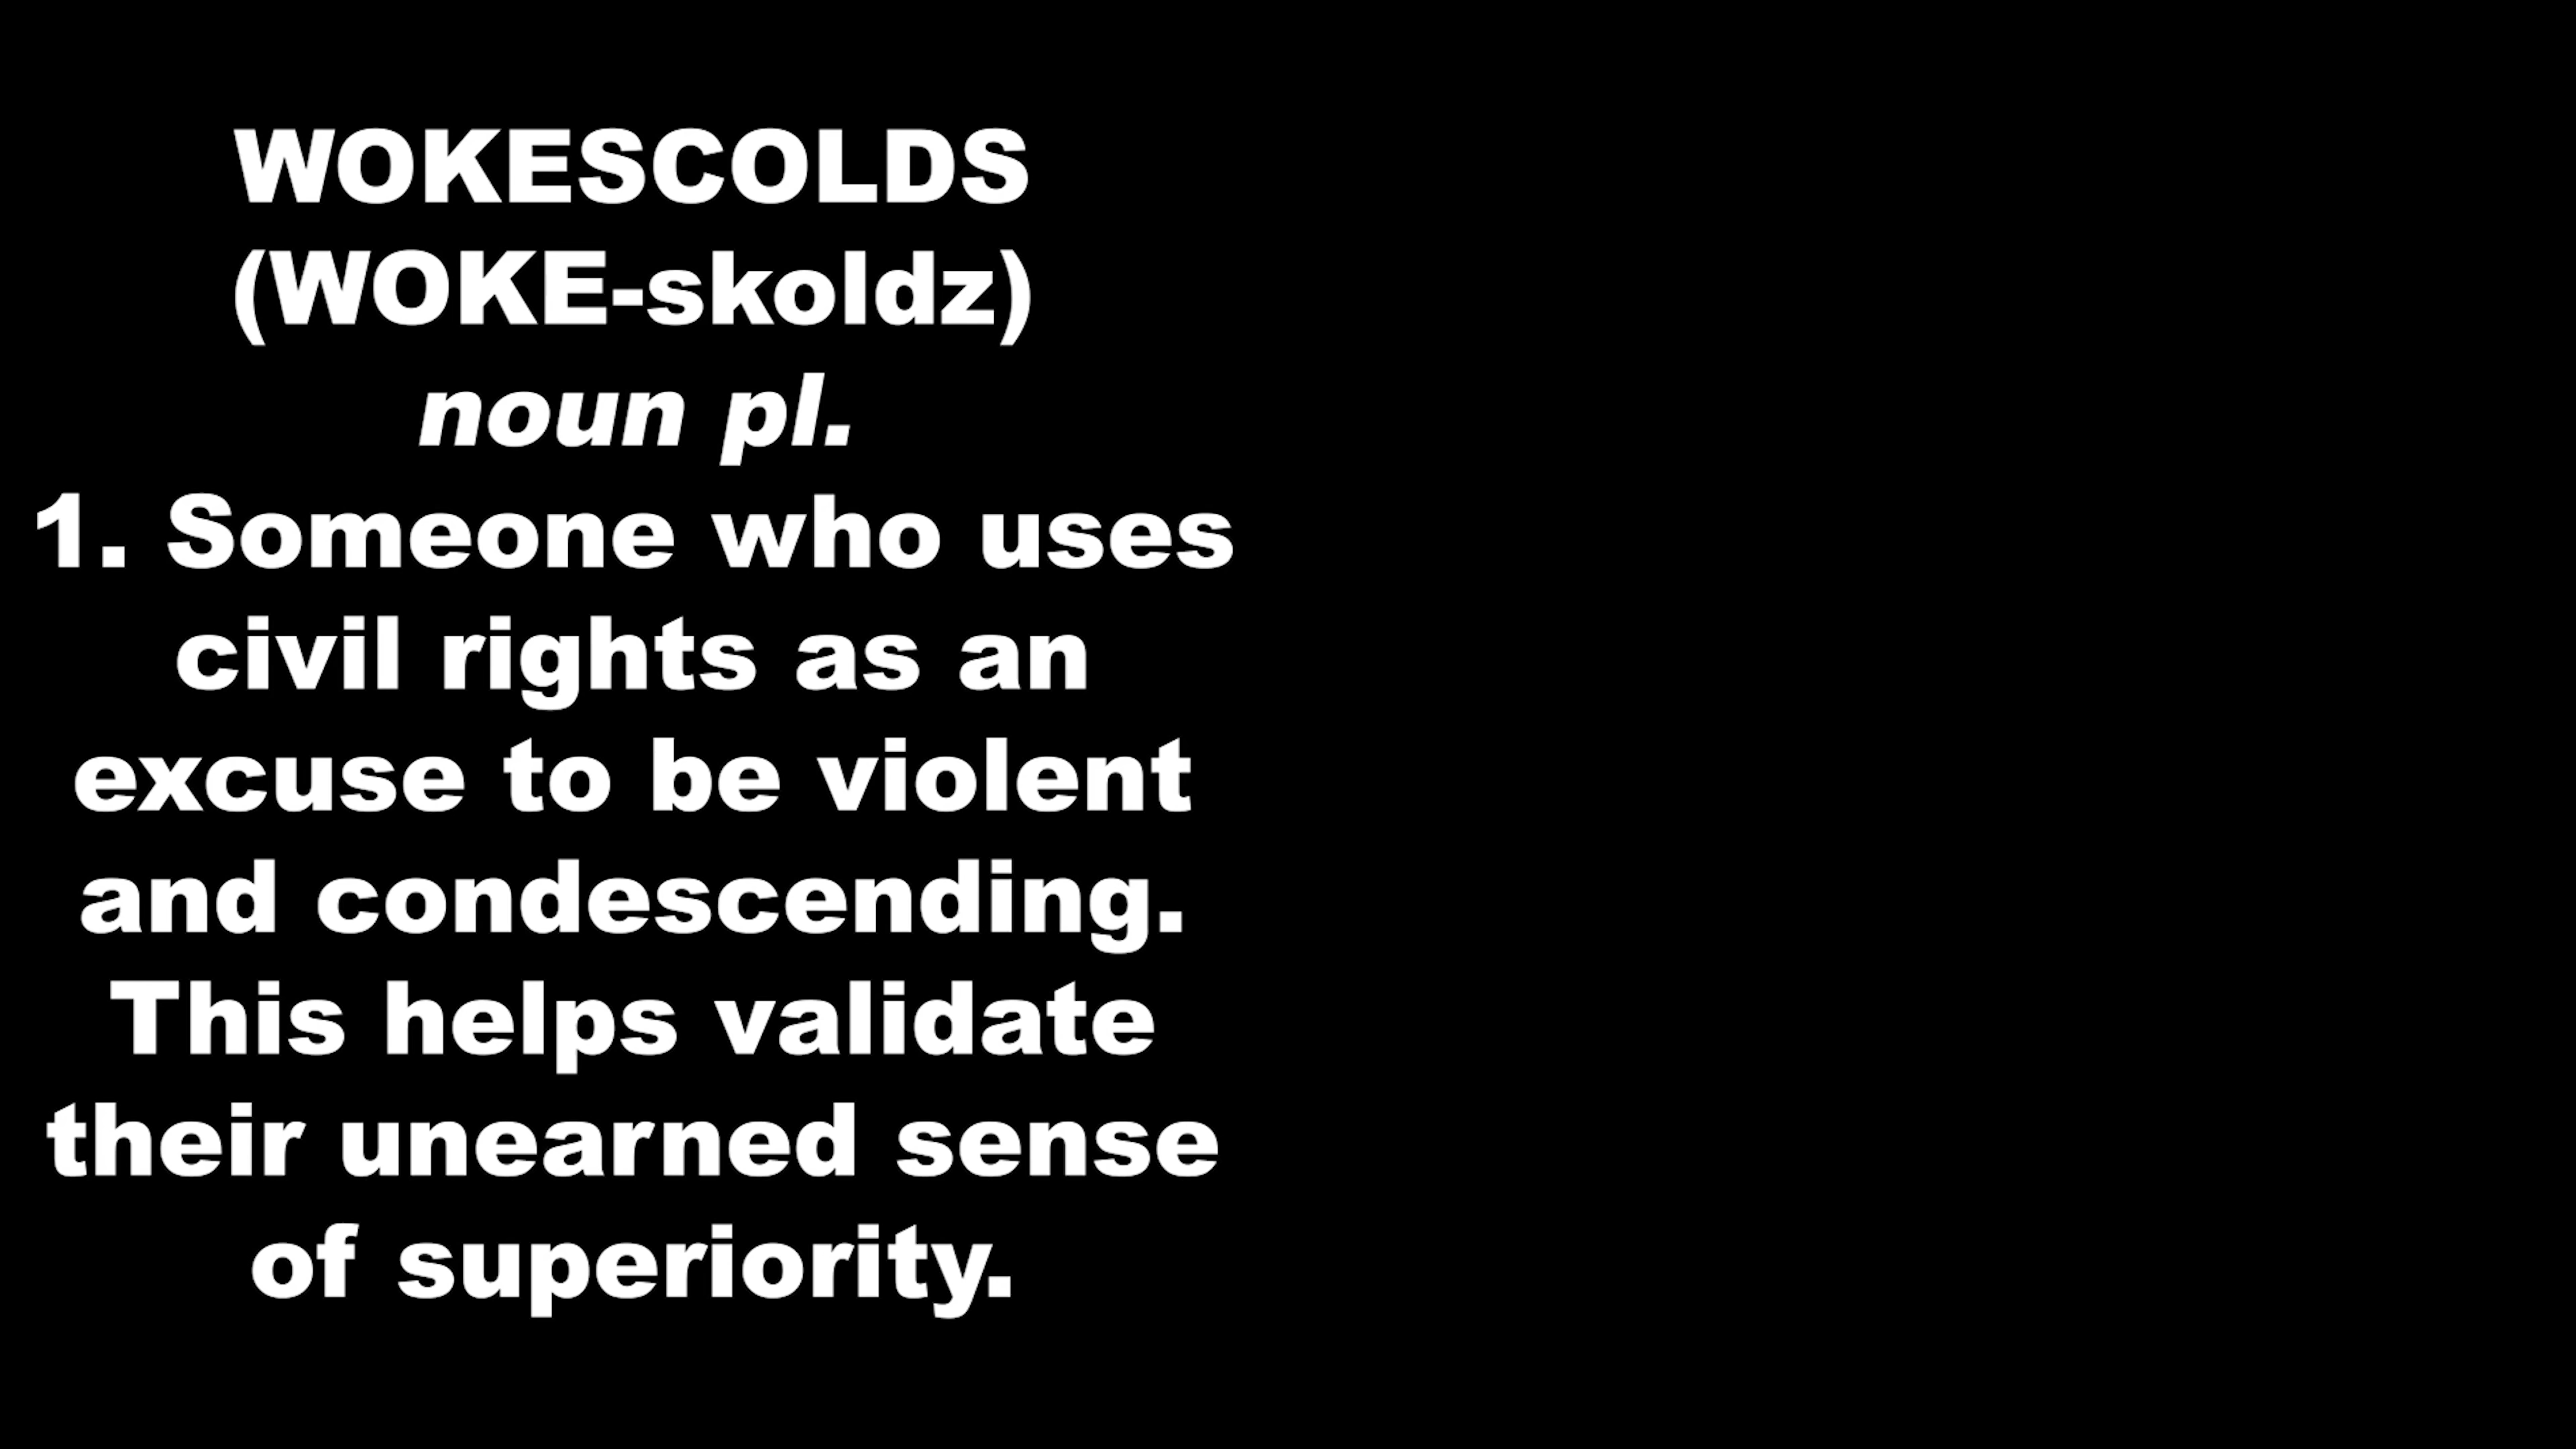 WOKESCOLDS
(WOKE-skoldz)
noun pl.
1. Someone who uses
civil rights as an
excuse to be violent
and condescending.
This helps validate
their unearned sense
of superiority.